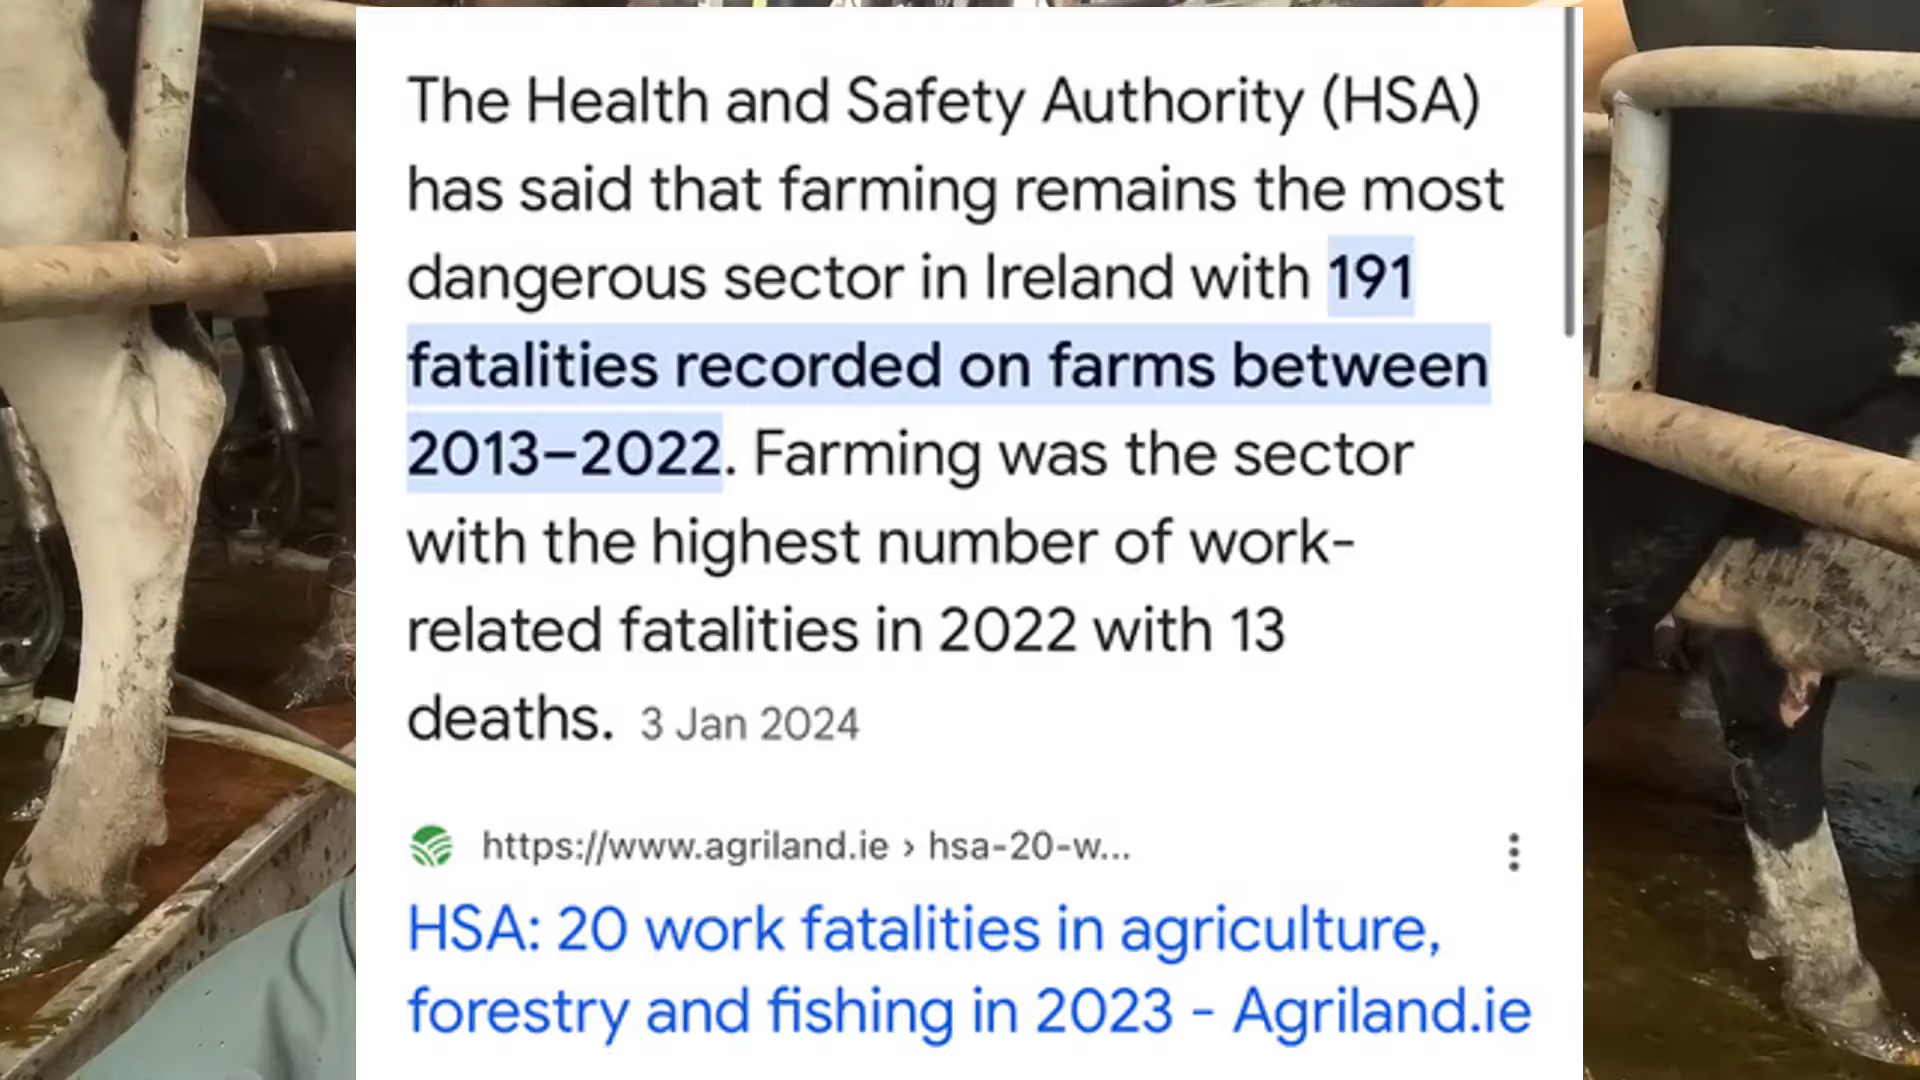 The Health and Safety Authority (HSA)
has said that farming remains the most
dangerous sector in Ireland with 191
fatalities recorded on farms between
2013–2022. Farming was the sector
with the highest number of work-
related fatalities in 2022 with 13
deaths. 3 Jan 2024
https://www.agriland.ie › hsa-20-w...
HSA: 20 work fatalities in agriculture,
forestry and fishing in 2023 - Agriland.ie